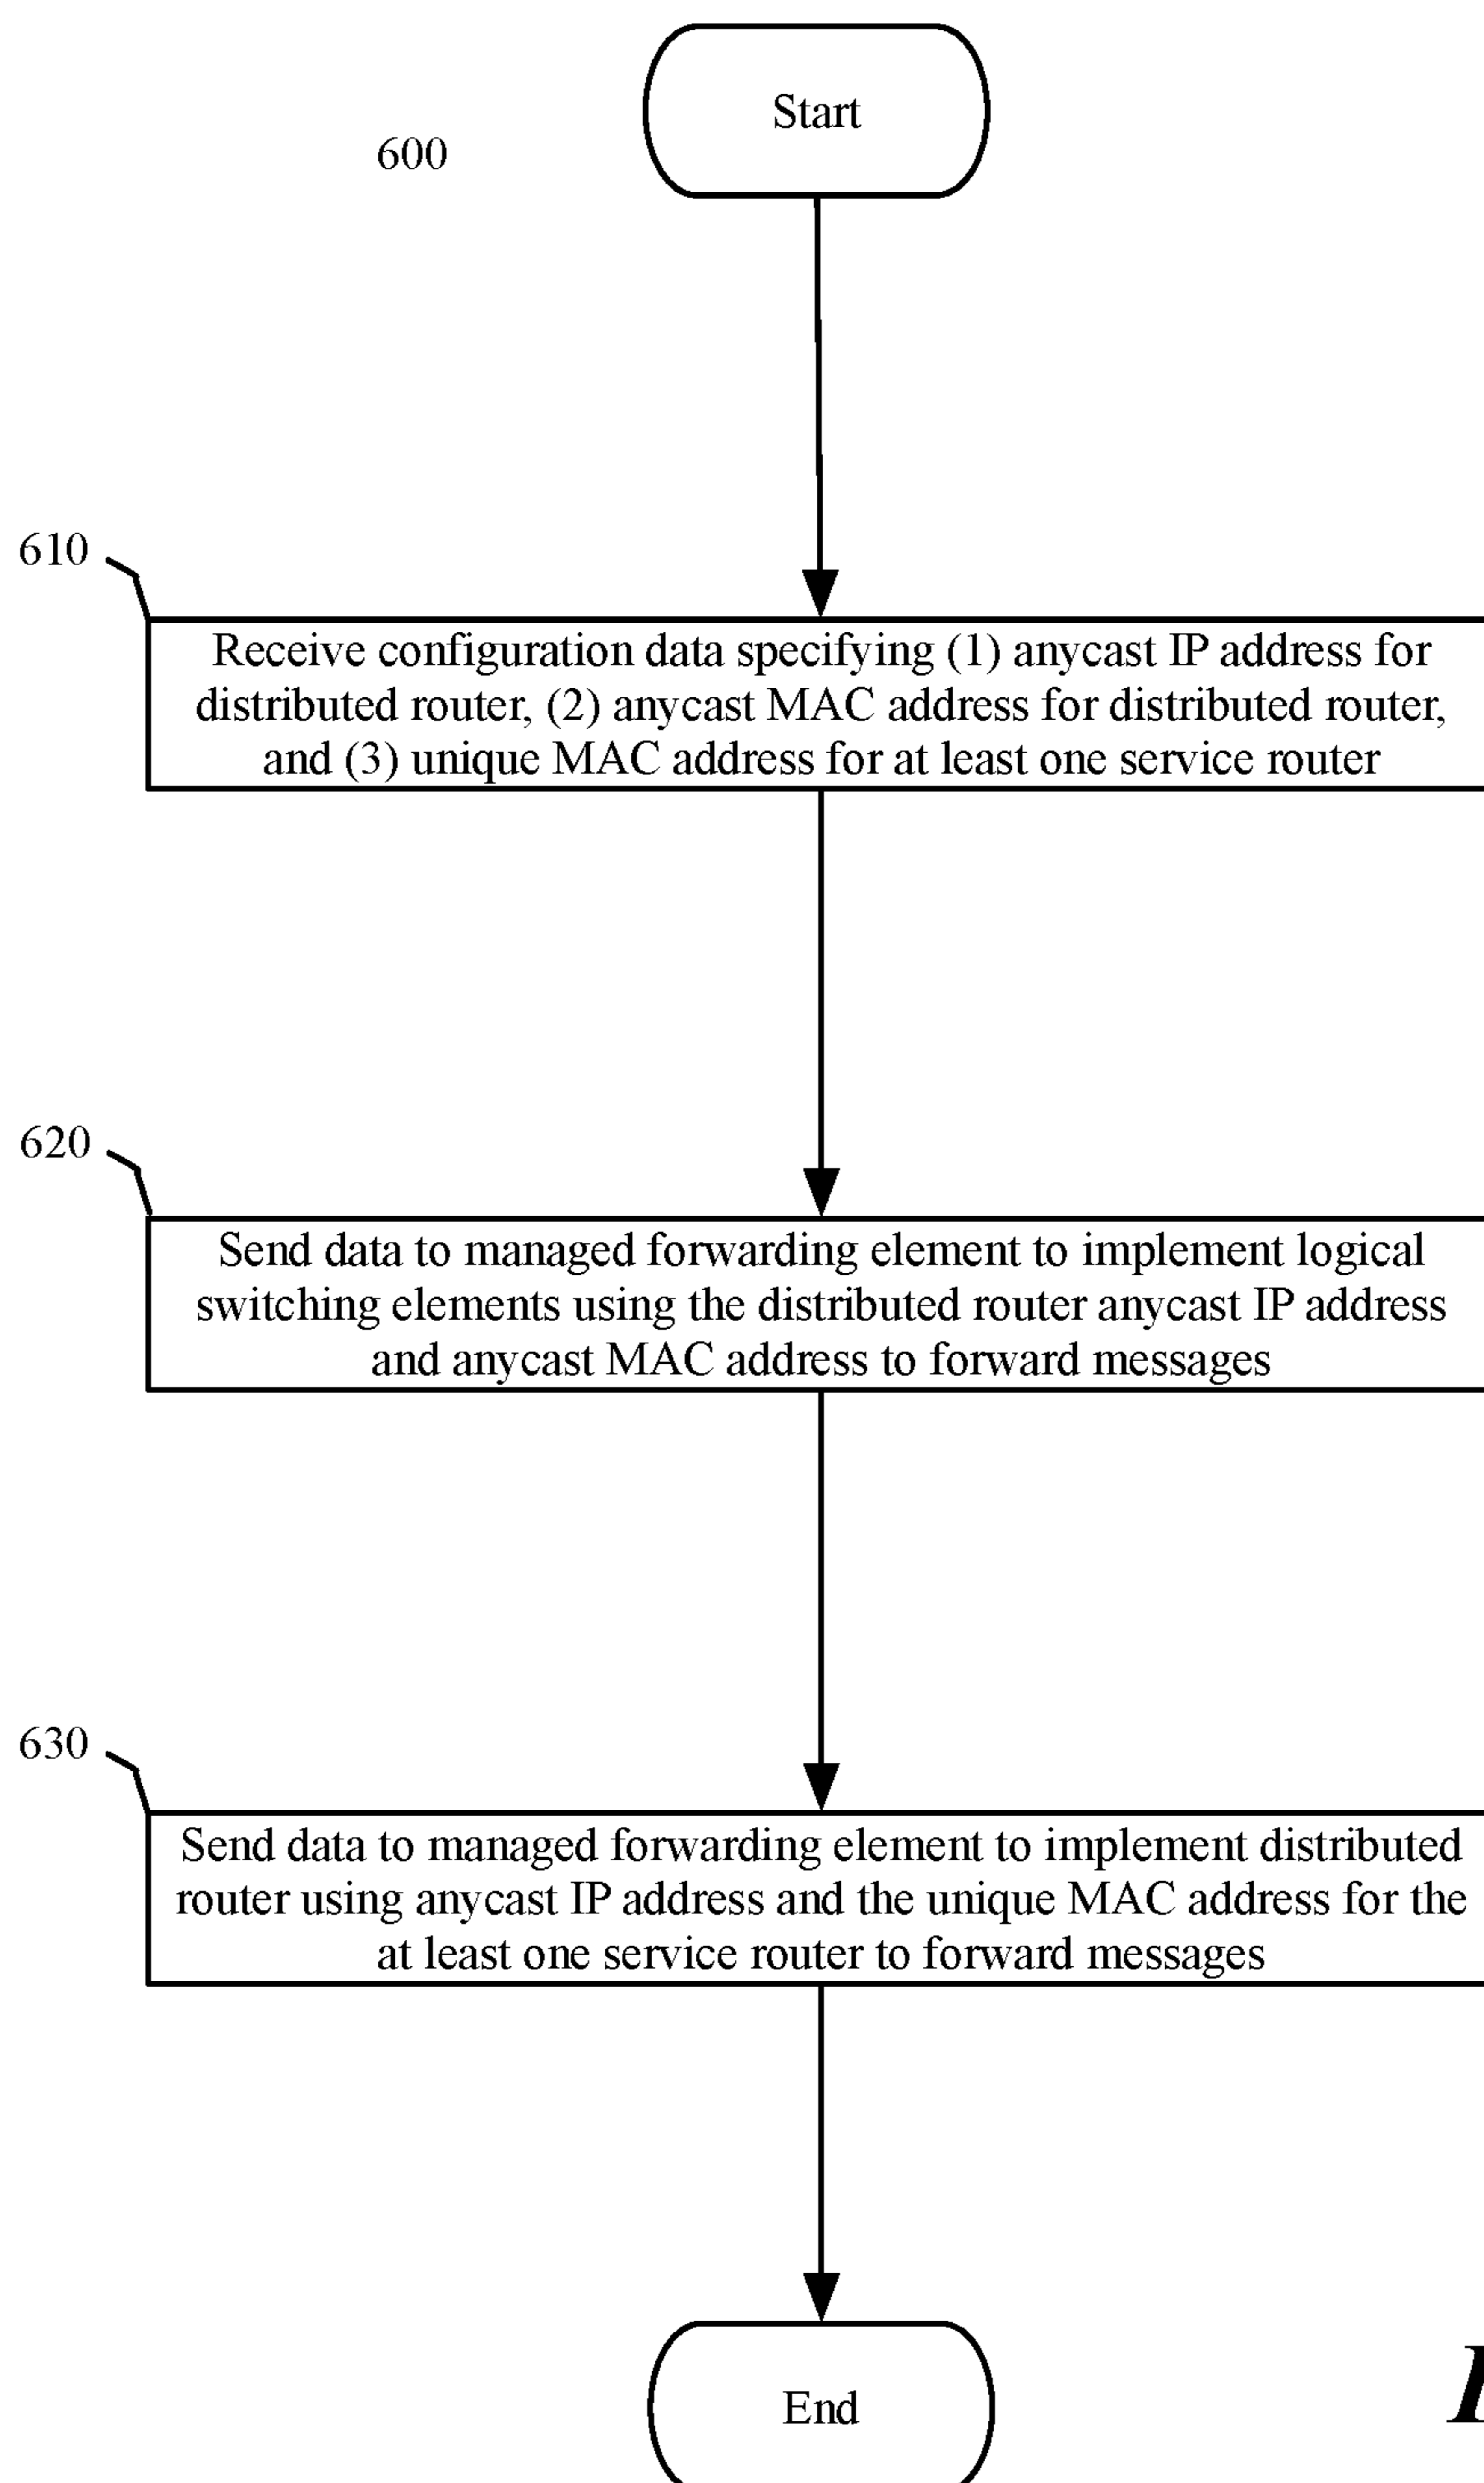 Start
600
610
Receive configuration data specifying (1) anycast IP address for
distributed router, (2) anycast MAC address for distributed router,
and (3) unique MAC address for at least one service router
620
Send data to managed forwarding element to implement logical
switching elements using the distributed router anycast IP address
and anycast MAC address to forward messages
630
Send data to managed forwarding element to implement distributed
router using anycast IP address and the unique MAC address for the
at least one service router to forward messages
End